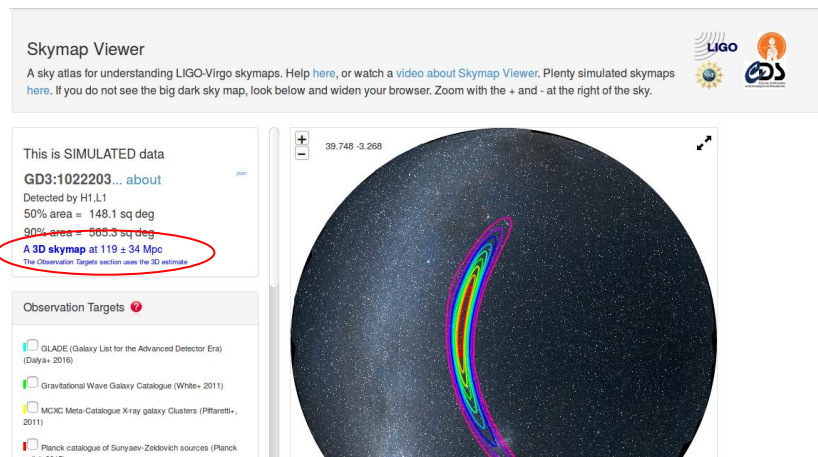 Skymap Viewer
A sky atlas for understanding LIGO-Virgo skymaps. Help here, or watch a video about Skymap Viewer. Plenty simulated skymaps
here. If you do not see the big dark sky map, look below and widen your browser. Zoom with the + and - at the right of the sky.
LIGO
NSF
CDS
This is SIMULATED data
GD3:1022203... about
json
Detected by H1,L1
50% area = 148.1 sq deg
90% area = 565.3 sq deg
A 3D skymap at 119 ± 34 Mpc
The Observation Targets section uses the 3D estimate
+
−
39.748 -3.268
Observation Targets ?
GLADE (Galaxy List for the Advanced Detector Era)
(Dalya+ 2016)
Gravitational Wave Galaxy Catalogue (White+ 2011)
MCXC Meta-Catalogue X-ray galaxy Clusters (Piffaretti+,
2011)
Planck catalogue of Sunyaev-Zeldovich sources (Planck